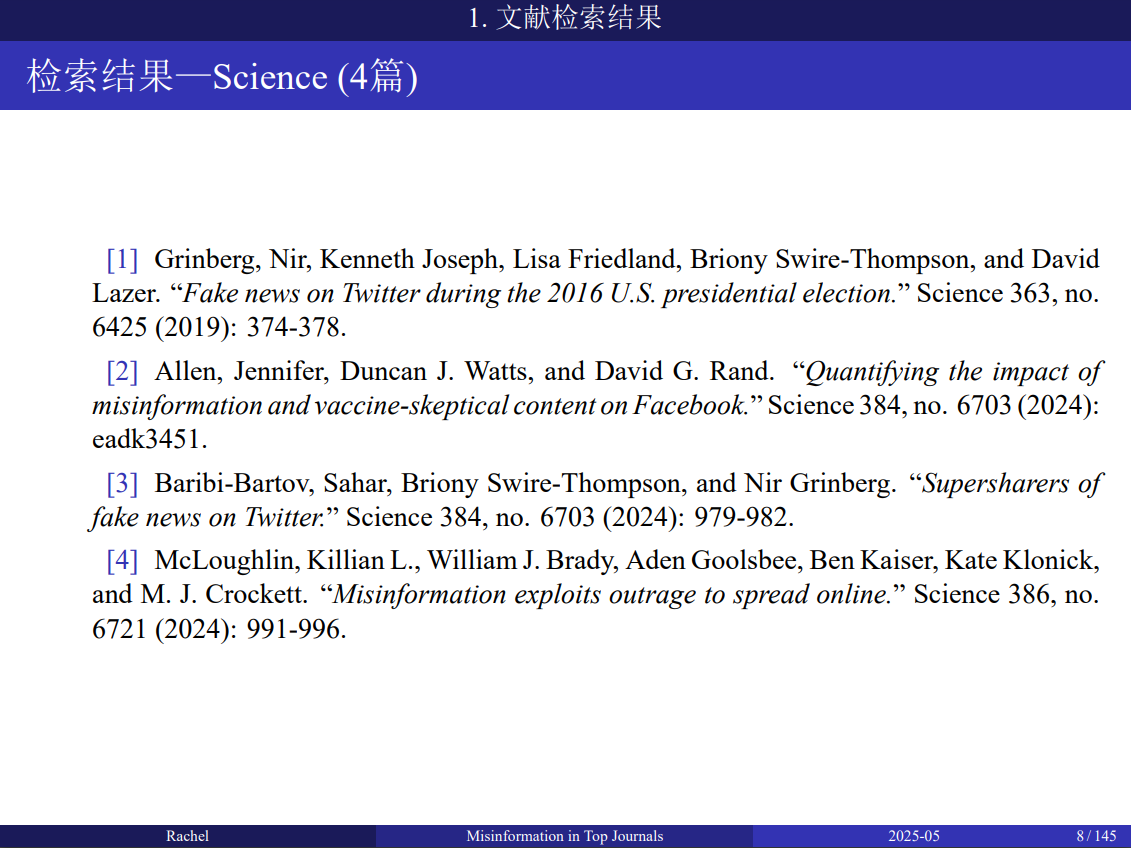 1. 文献检索结果
检索结果—Science (4篇)
[1] Grinberg, Nir, Kenneth Joseph, Lisa Friedland, Briony Swire-Thompson, and David
Lazer. “Fake news on Twitter during the 2016 U.S. presidential election.” Science 363, no.
6425 (2019): 374-378.
[2] Allen, Jennifer, Duncan J. Watts, and David G. Rand. “Quantifying the impact of
misinformation and vaccine-skeptical content on Facebook.” Science 384, no. 6703 (2024):
eadk3451.
[3] Baribi-Bartov, Sahar, Briony Swire-Thompson, and Nir Grinberg. “Supersharers of
fake news on Twitter.” Science 384, no. 6703 (2024): 979-982.
[4] McLoughlin, Killian L., William J. Brady, Aden Goolsbee, Ben Kaiser, Kate Klonick,
and M. J. Crockett. “Misinformation exploits outrage to spread online.” Science 386, no.
6721 (2024): 991-996.
Rachel Misinformation in Top Journals 2025-05 8 / 145